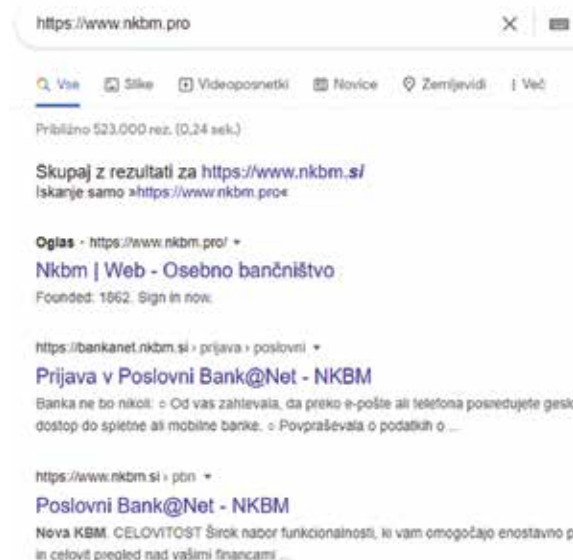 https://www.nkbm.pro
Vse Slike Videoposnetki Novice Zemljevidi Več
Približno 523.000 rez. (0,24 sek.)
Skupaj z rezultati za https://www.nkbm.si
Iskanje samo »https://www.nkbm.pro«
Oglas · https://www.nkbm.pro/
Nkbm | Web - Osebno bančništvo
Founded: 1862. Sign in now.
https://bankanet.nkbm.si › prijava › poslovni
Prijava v Poslovni Bank@Net - NKBM
Banka ne bo nikoli: ○ Od vas zahtevala, da preko e-pošte ali telefona posredujete geslo
dostop do spletne ali mobilne banke. ○ Povpraševala o podatkih o ...
https://www.nkbm.si › pbn
Poslovni Bank@Net - NKBM
Nova KBM. CELOVITOST Širok nabor funkcionalnosti, ki vam omogočajo enostavno p
in celovit pregled nad vašimi financami ...